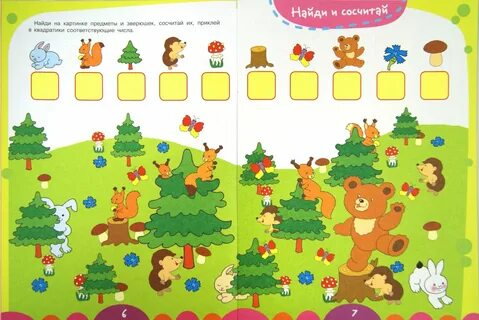 Найди и сосчитай
Найди на картинке предметы и зверюшек, сосчитай их, приклей
в квадратики соответствующие числа.
6
7